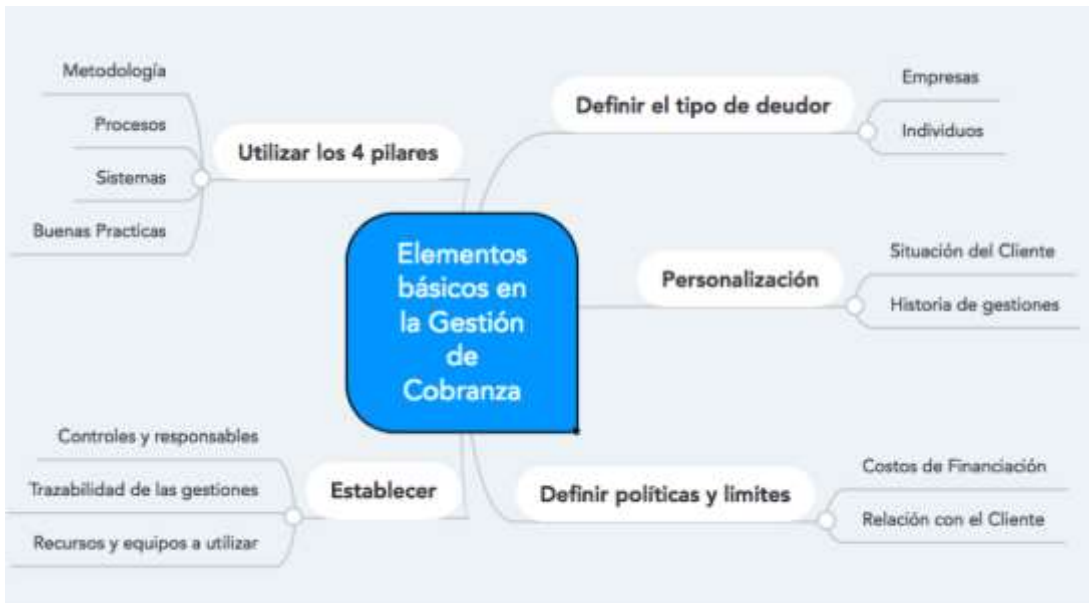 Elementos
básicos en
la Gestión
de
Cobranza
Utilizar los 4 pilares
Metodología
Procesos
Sistemas
Buenas Practicas
Definir el tipo de deudor
Empresas
Individuos
Personalización
Situación del Cliente
Historia de gestiones
Definir políticas y limites
Costos de Financiación
Relación con el Cliente
Establecer
Controles y responsables
Trazabilidad de las gestiones
Recursos y equipos a utilizar